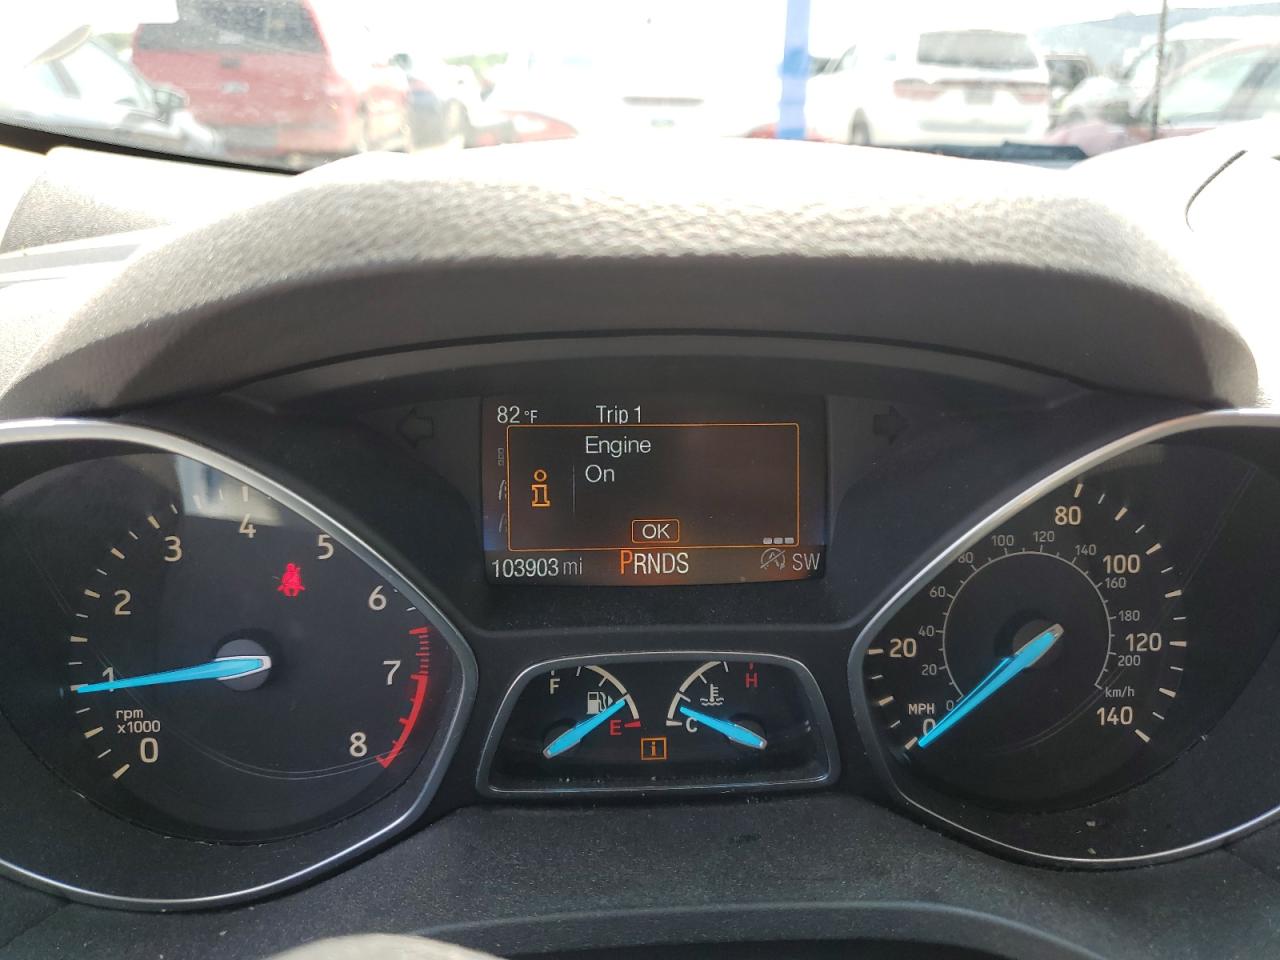 82 °F Trip 1
Engine
On
OK
103903 mi PRNDS SW
0 1 2 3 4 5 6 7 8
rpm
x1000
F E
C H
i
0 20 80 100 120 140
MPH
0 20 40 60 80 100 120 140 160 180 200
km/h